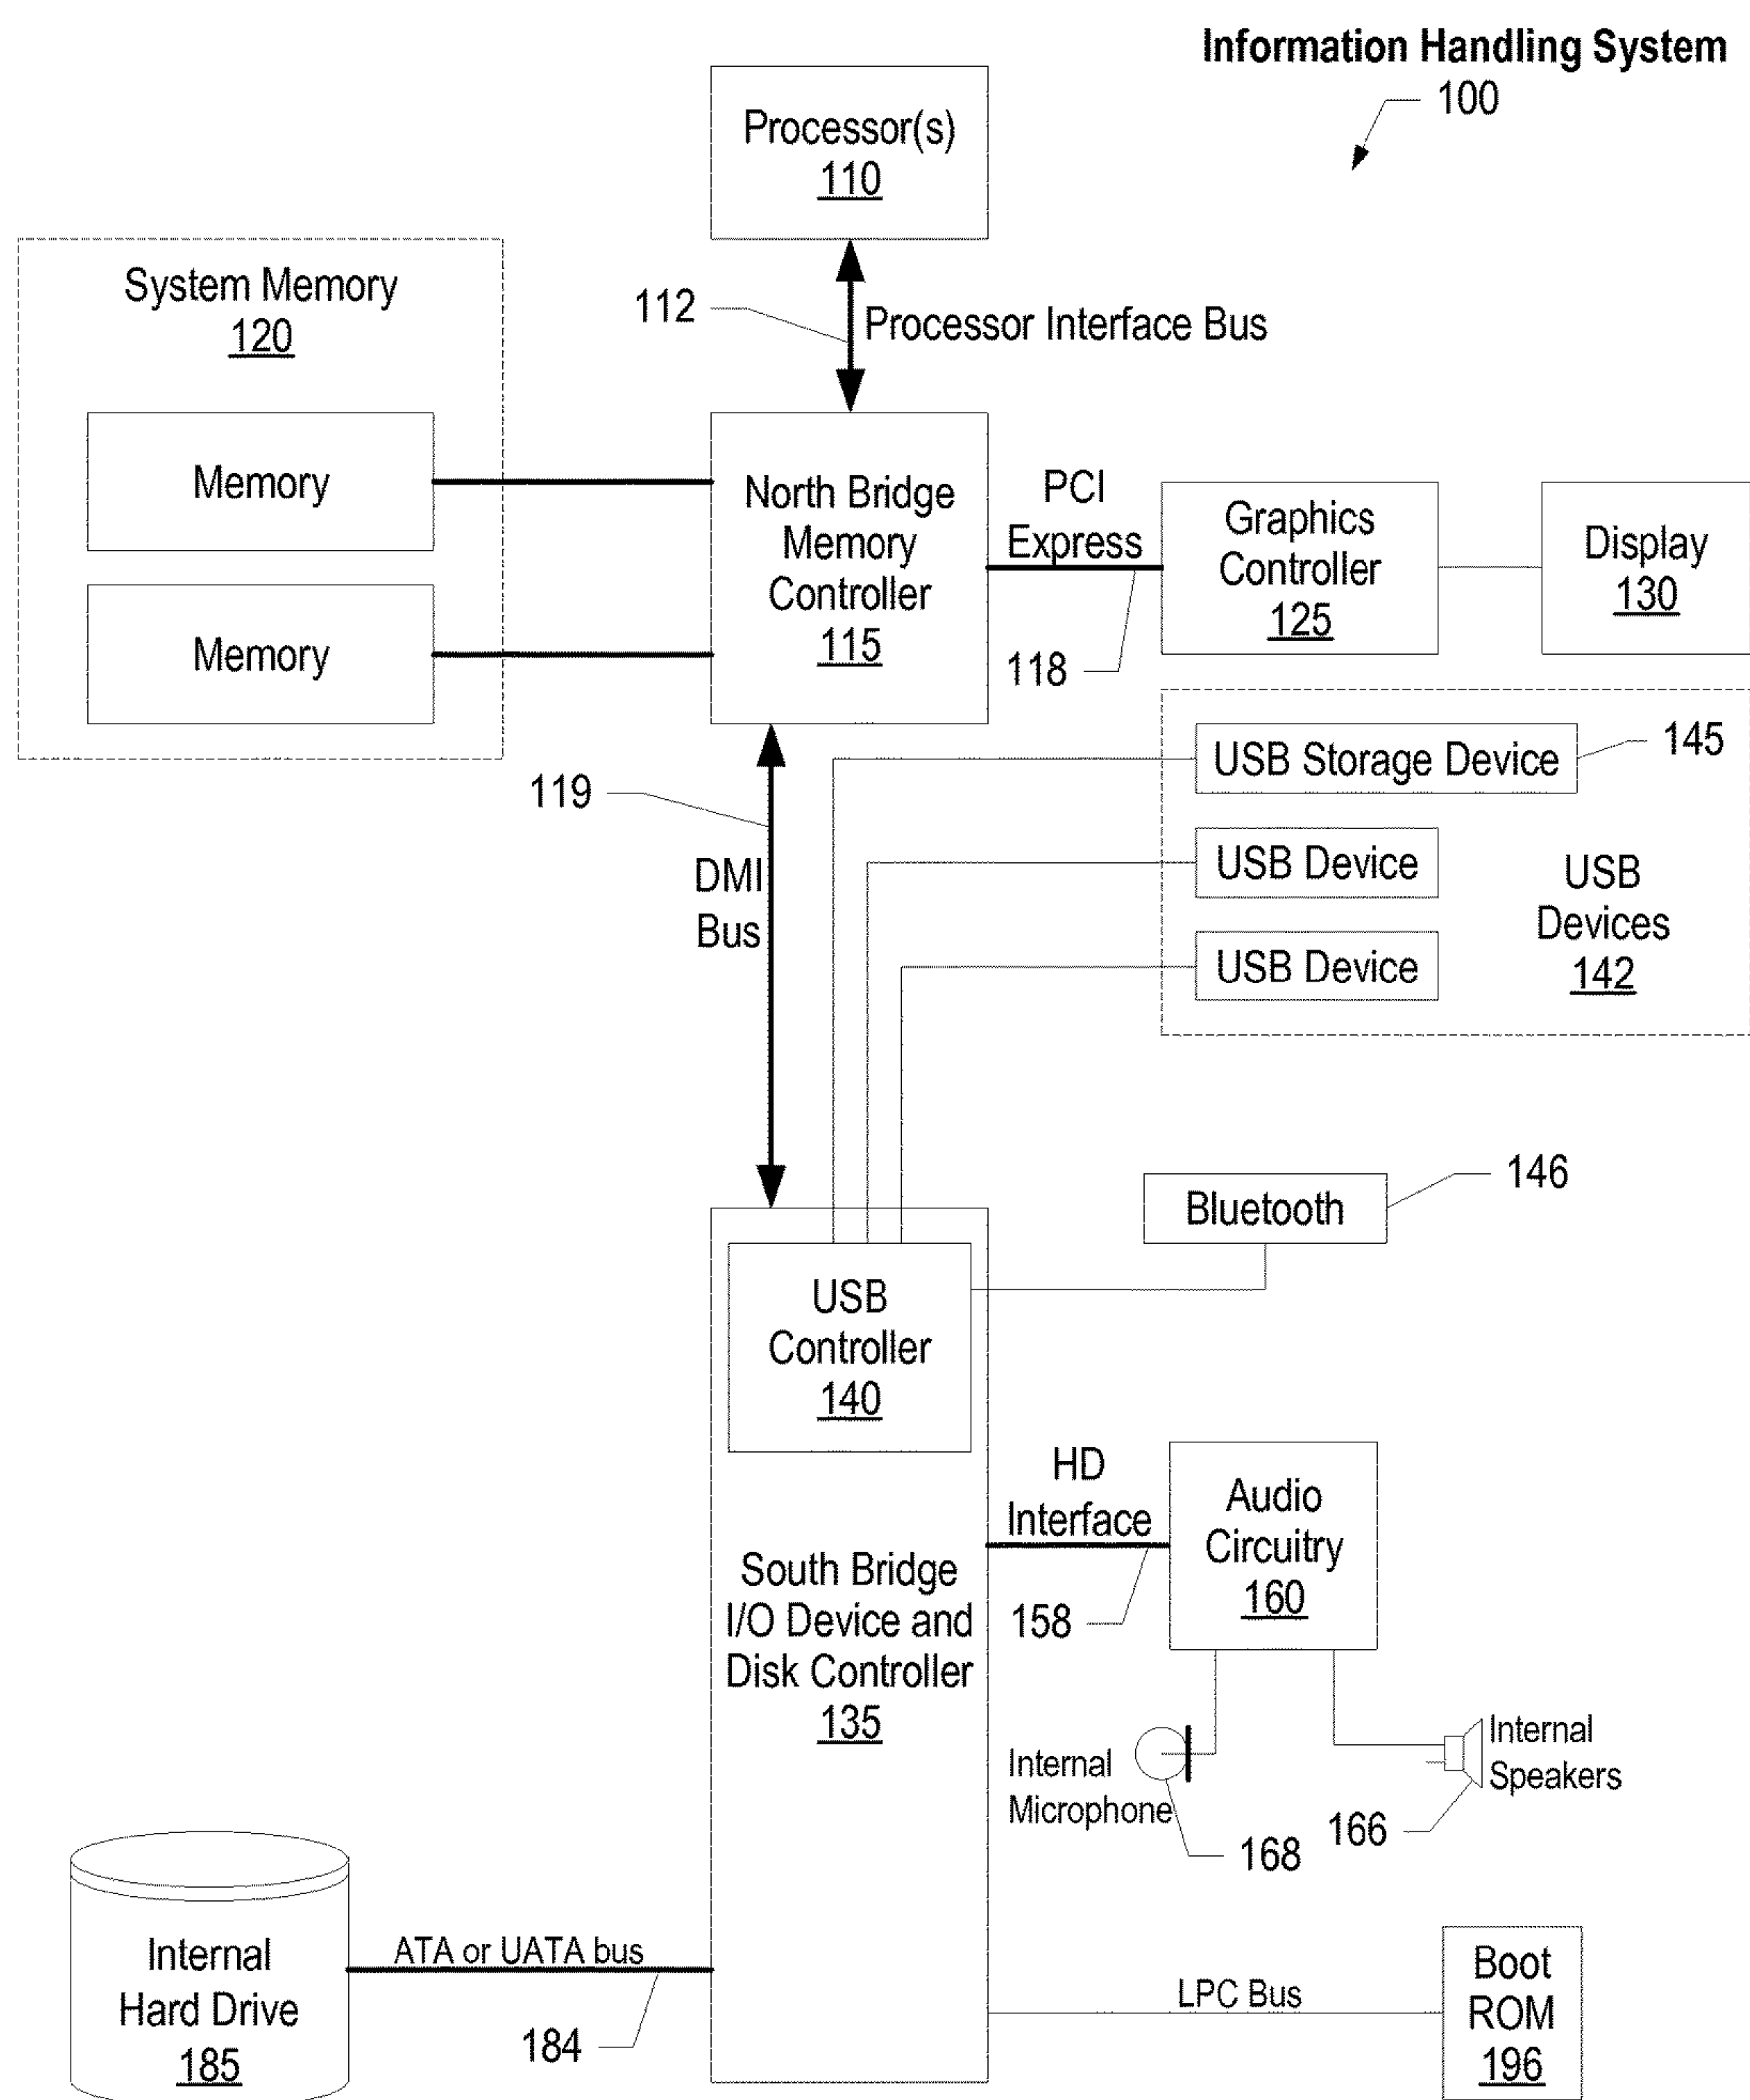 Information Handling System
100
Processor(s)
110
System Memory
120
112
Processor Interface Bus
Memory
Memory
North Bridge
Memory
Controller
115
PCI
Express
118
Graphics
Controller
125
Display
130
119
DMI
Bus
USB Storage Device
145
USB Device
USB Device
USB
Devices
142
Bluetooth
146
USB
Controller
140
HD
Interface
158
Audio
Circuitry
160
South Bridge
I/O Device and
Disk Controller
135
Internal
Microphone
168
Internal
Speakers
166
Internal
Hard Drive
185
ATA or UATA bus
184
LPC Bus
Boot
ROM
196